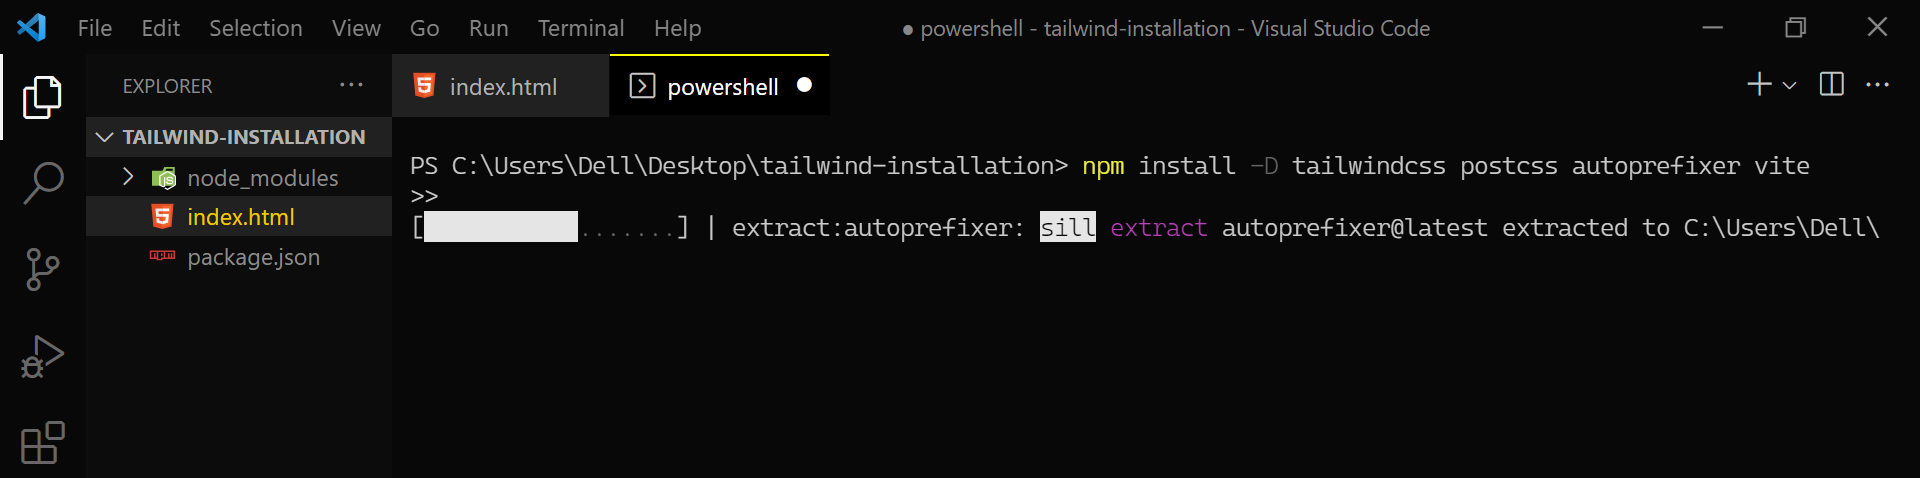 File Edit Selection View Go Run Terminal Help ● powershell - tailwind-installation - Visual Studio Code
EXPLORER ··· index.html powershell ●
TAILWIND-INSTALLATION
node_modules
index.html
package.json
PS C:\Users\Dell\Desktop\tailwind-installation> npm install -D tailwindcss postcss autoprefixer vite
>>
[ .......] | extract:autoprefixer: sill extract autoprefixer@latest extracted to C:\Users\Dell\